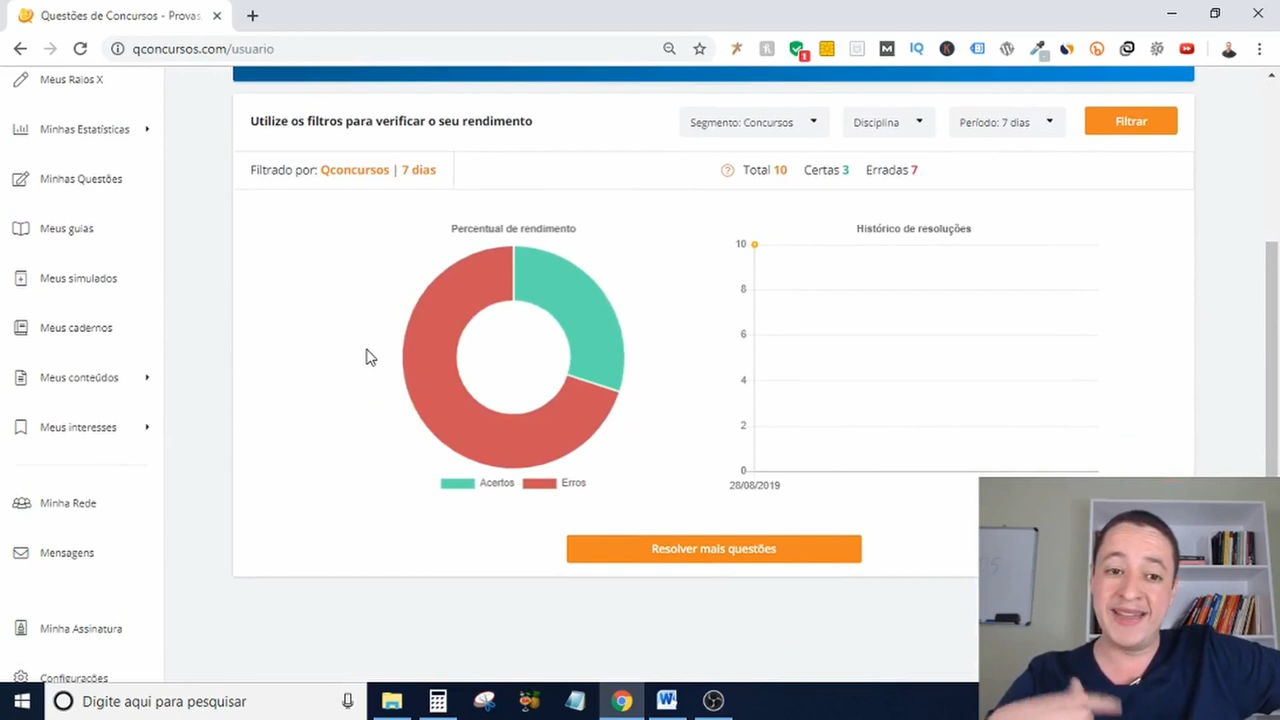 Questões de Concursos - Provas,
qconcursos.com/usuario
Meus Raios X
Minhas Estatísticas
Minhas Questões
Meus guias
Meus simulados
Meus cadernos
Meus conteúdos
Meus interesses
Minha Rede
Mensagens
Minha Assinatura
Configurações
Utilize os filtros para verificar o seu rendimento
Segmento: Concursos
Disciplina
Período: 7 dias
Filtrar
Filtrado por: Qconcursos | 7 dias
Total 10 Certas 3 Erradas 7
Percentual de rendimento
Acertos Erros
Histórico de resoluções
10
8
6
4
2
0
28/08/2019
Resolver mais questões
Digite aqui para pesquisar